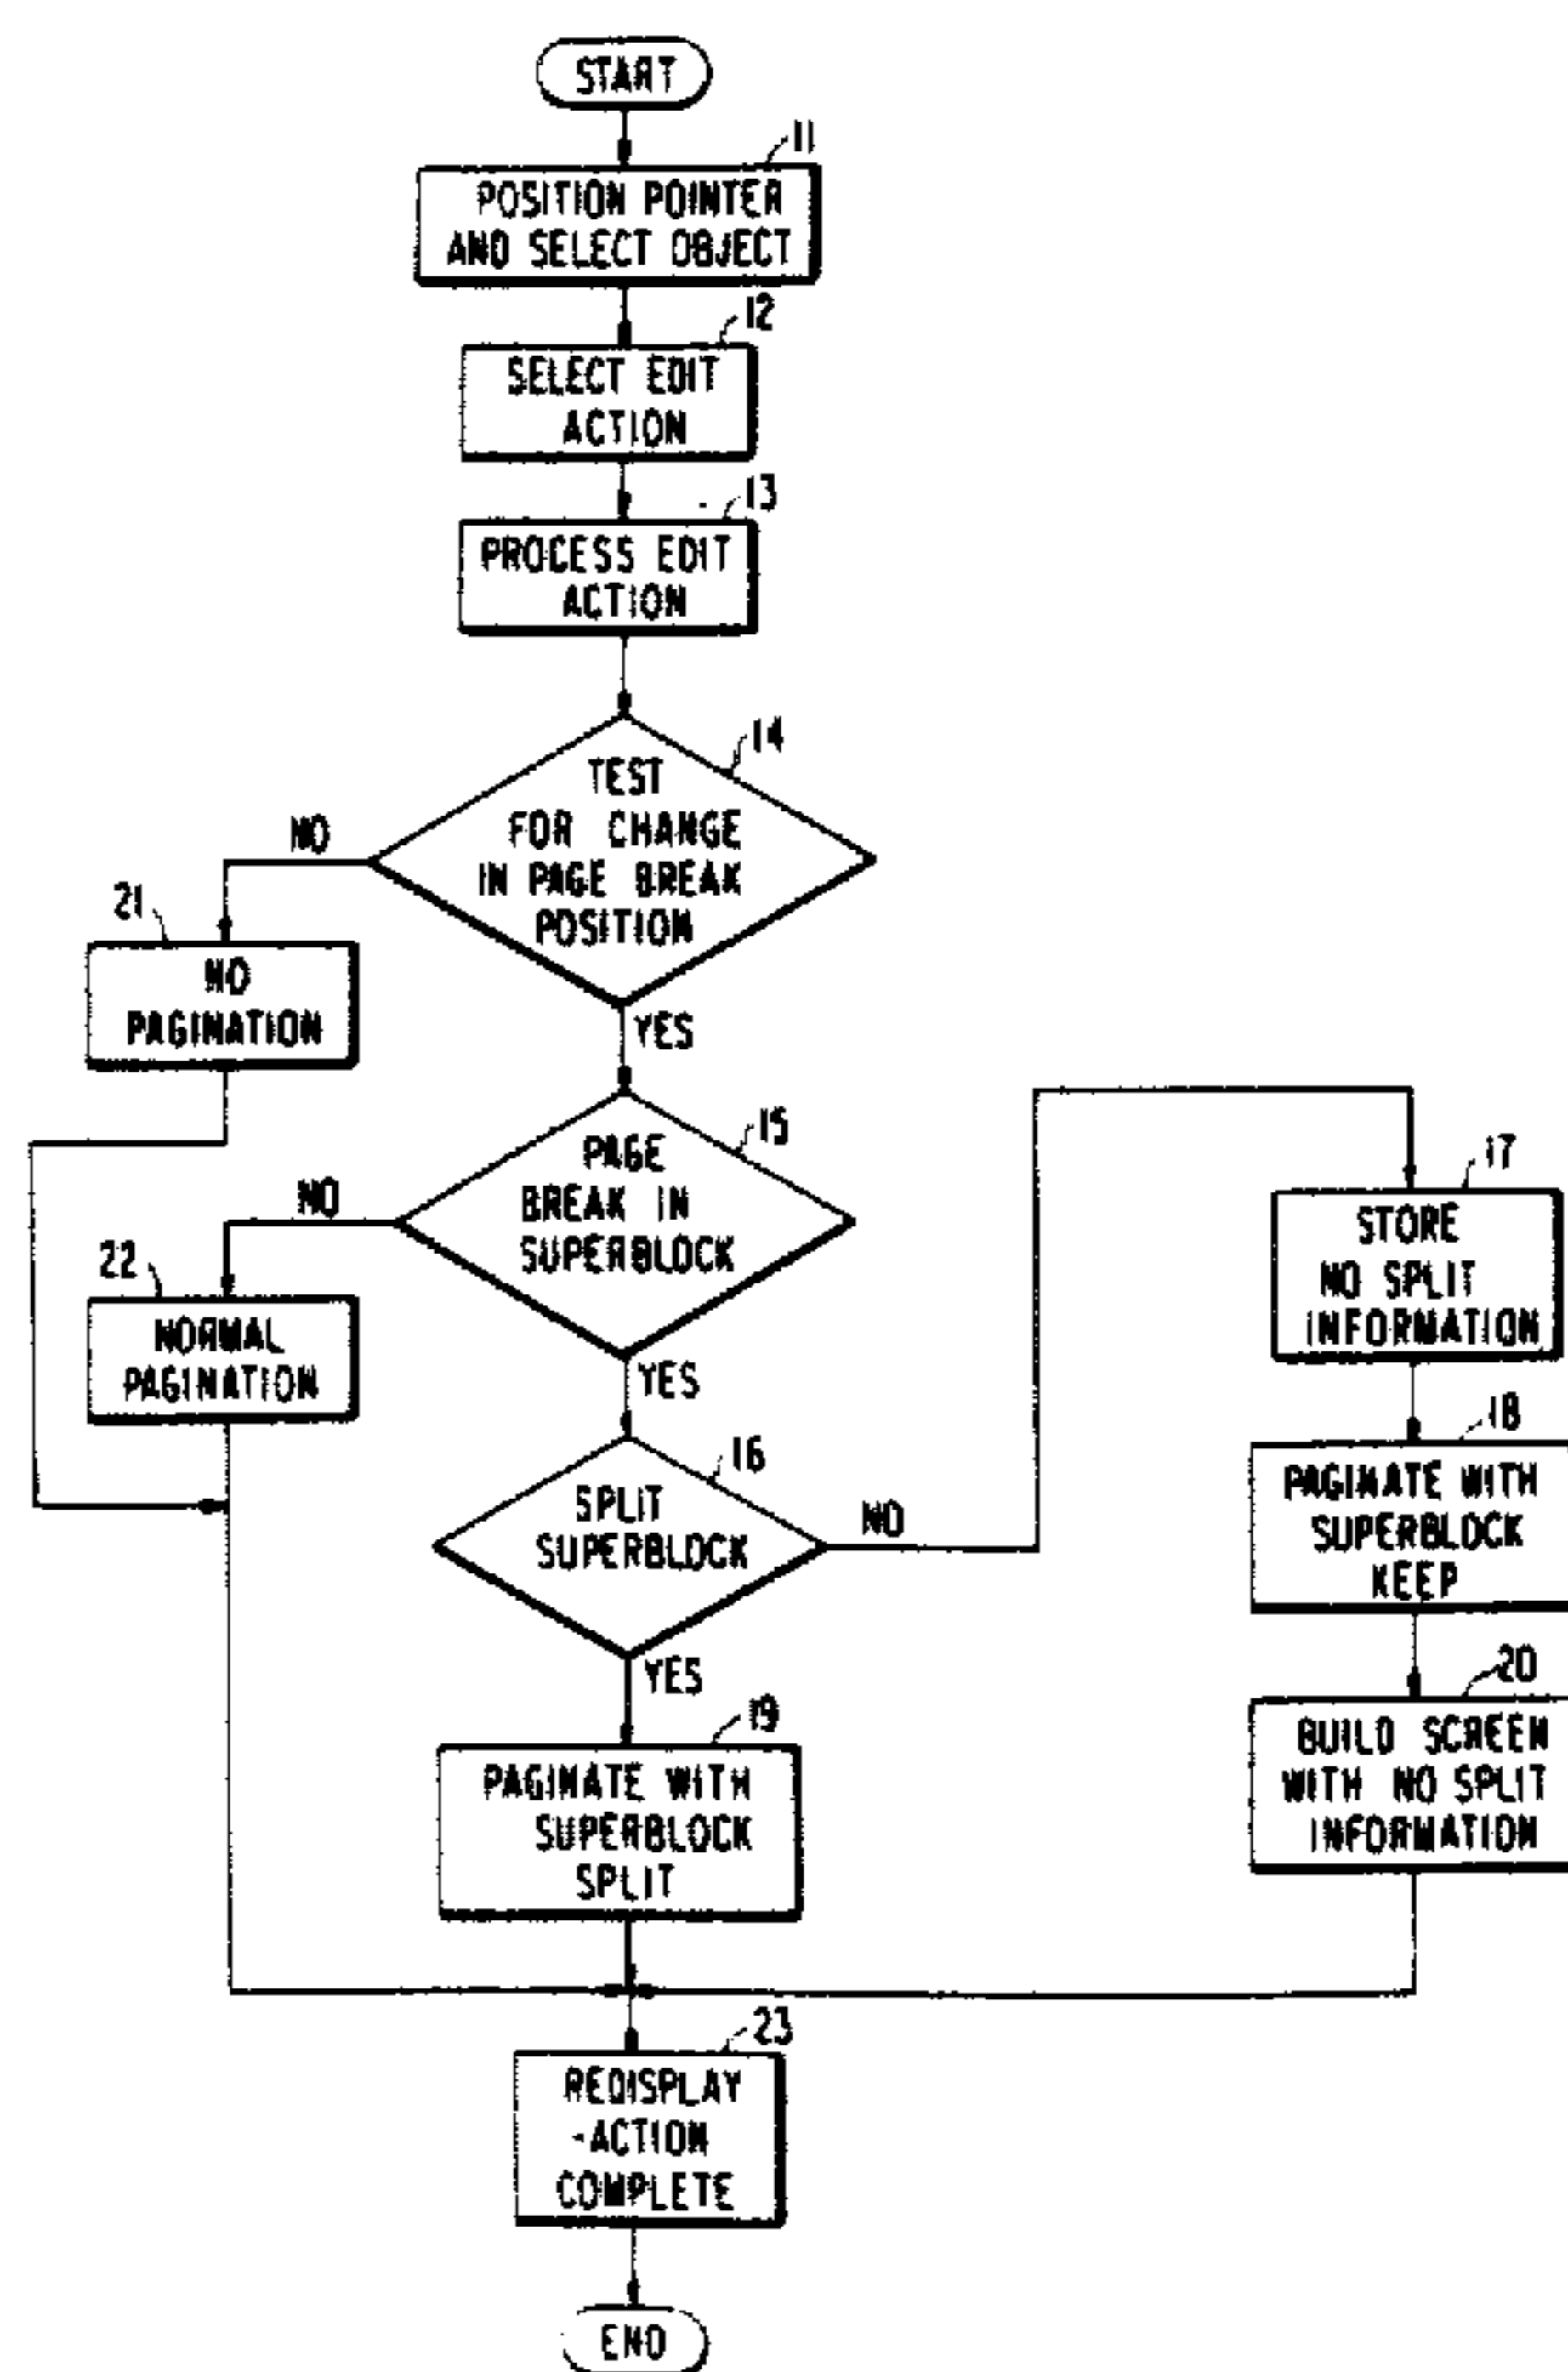 START
11
POSITION POINTER
AND SELECT OBJECT
12
SELECT EDIT
ACTION
13
PROCESS EDIT
ACTION
14
TEST
FOR CHANGE
IN PAGE BREAK
POSITION
NO
YES
21
NO
PAGINATION
15
PAGE
BREAK IN
SUPERBLOCK
NO
YES
22
NORMAL
PAGINATION
16
SPLIT
SUPERBLOCK
NO
YES
17
STORE
NO SPLIT
INFORMATION
18
PAGINATE WITH
SUPERBLOCK
KEEP
20
BUILD SCREEN
WITH NO SPLIT
INFORMATION
19
PAGINATE WITH
SUPERBLOCK
SPLIT
23
REDISPLAY
-ACTION
COMPLETE
END